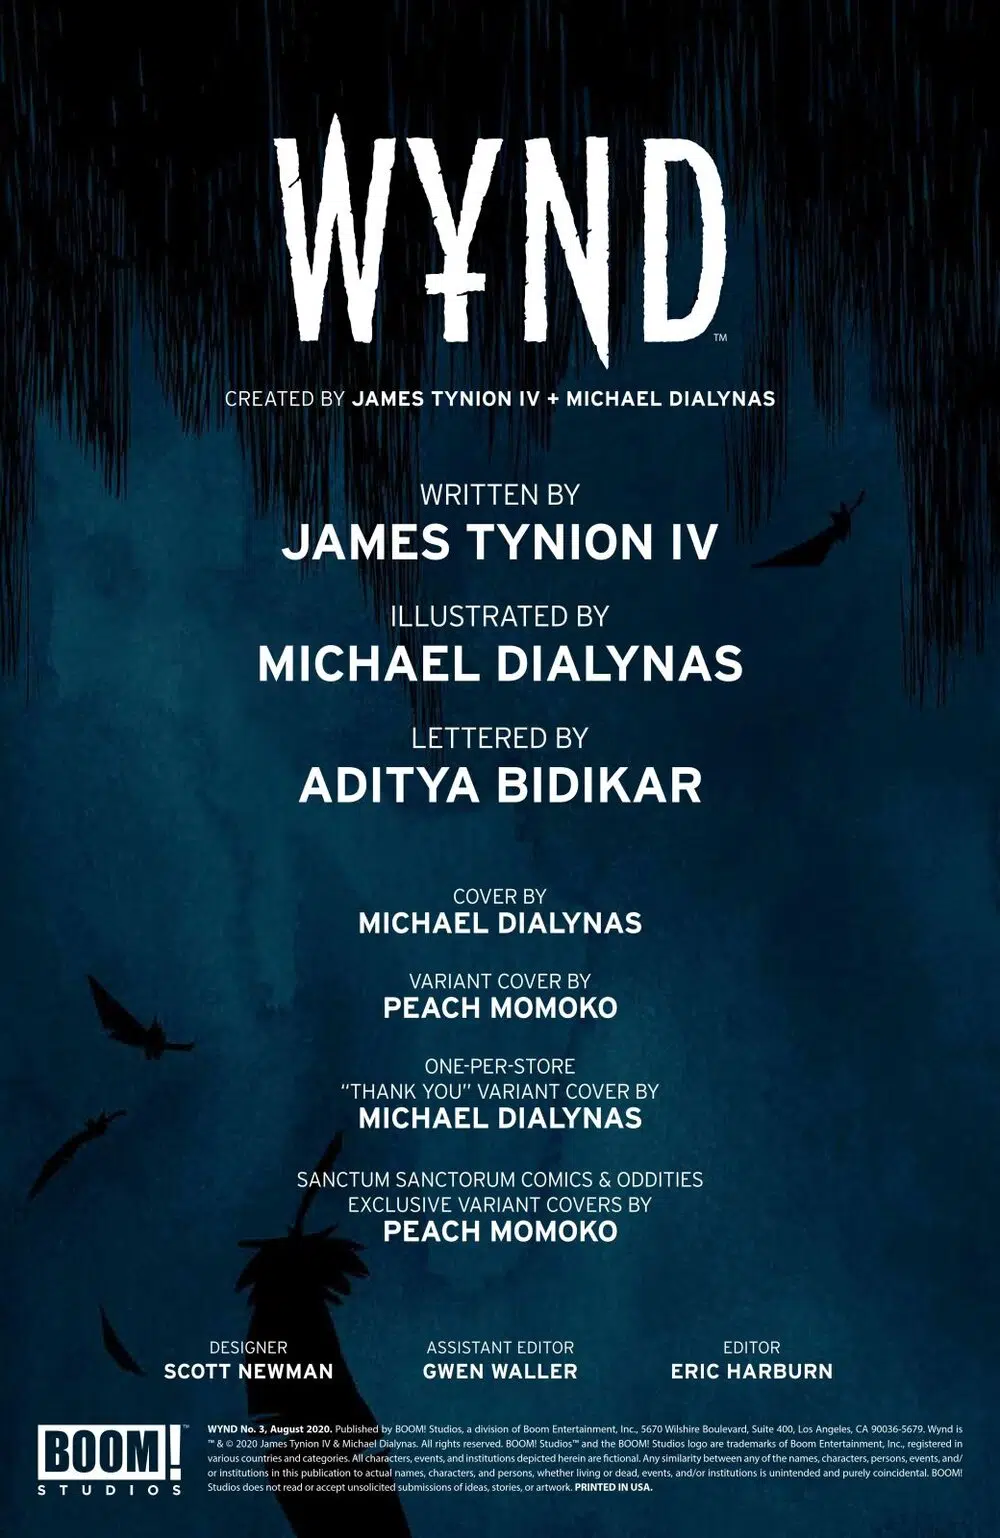 WYND
TM
CREATED BY JAMES TYNION IV + MICHAEL DIALYNAS
WRITTEN BY
JAMES TYNION IV
ILLUSTRATED BY
MICHAEL DIALYNAS
LETTERED BY
ADITYA BIDIKAR
COVER BY
MICHAEL DIALYNAS
VARIANT COVER BY
PEACH MOMOKO
ONE-PER-STORE
“THANK YOU” VARIANT COVER BY
MICHAEL DIALYNAS
SANCTUM SANCTORUM COMICS & ODDITIES
EXCLUSIVE VARIANT COVERS BY
PEACH MOMOKO
DESIGNER
SCOTT NEWMAN
ASSISTANT EDITOR
GWEN WALLER
EDITOR
ERIC HARBURN
BOOM!™
STUDIOS
WYND No. 3, August 2020. Published by BOOM! Studios, a division of Boom Entertainment, Inc., 5670 Wilshire Boulevard, Suite 400, Los Angeles, CA 90036-5679. Wynd is
™ & © 2020 James Tynion IV & Michael Dialynas. All rights reserved. BOOM! Studios™ and the BOOM! Studios logo are trademarks of Boom Entertainment, Inc., registered in
various countries and categories. All characters, events, and institutions depicted herein are fictional. Any similarity between any of the names, characters, persons, events, and/
or institutions in this publication to actual names, characters, and persons, whether living or dead, events, and/or institutions is unintended and purely coincidental. BOOM!
Studios does not read or accept unsolicited submissions of ideas, stories, or artwork. PRINTED IN USA.